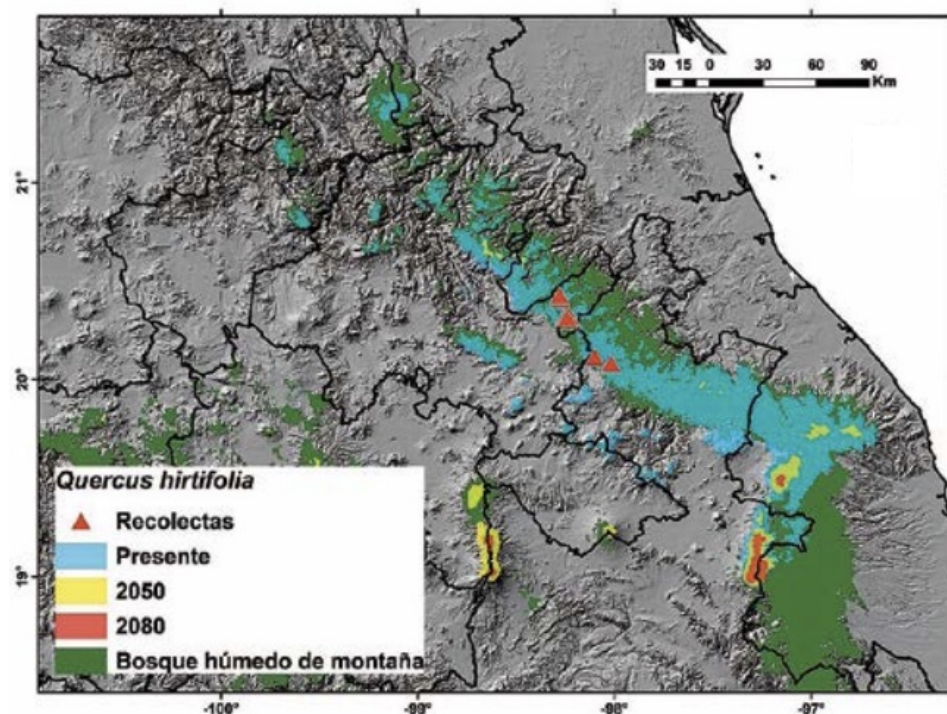 30 15 0 30 60 90
Km
21°
20°
19°
Quercus hirtifolia
Recolectas
Presente
2050
2080
Bosque húmedo de montaña
-100° -99° -98° -97°